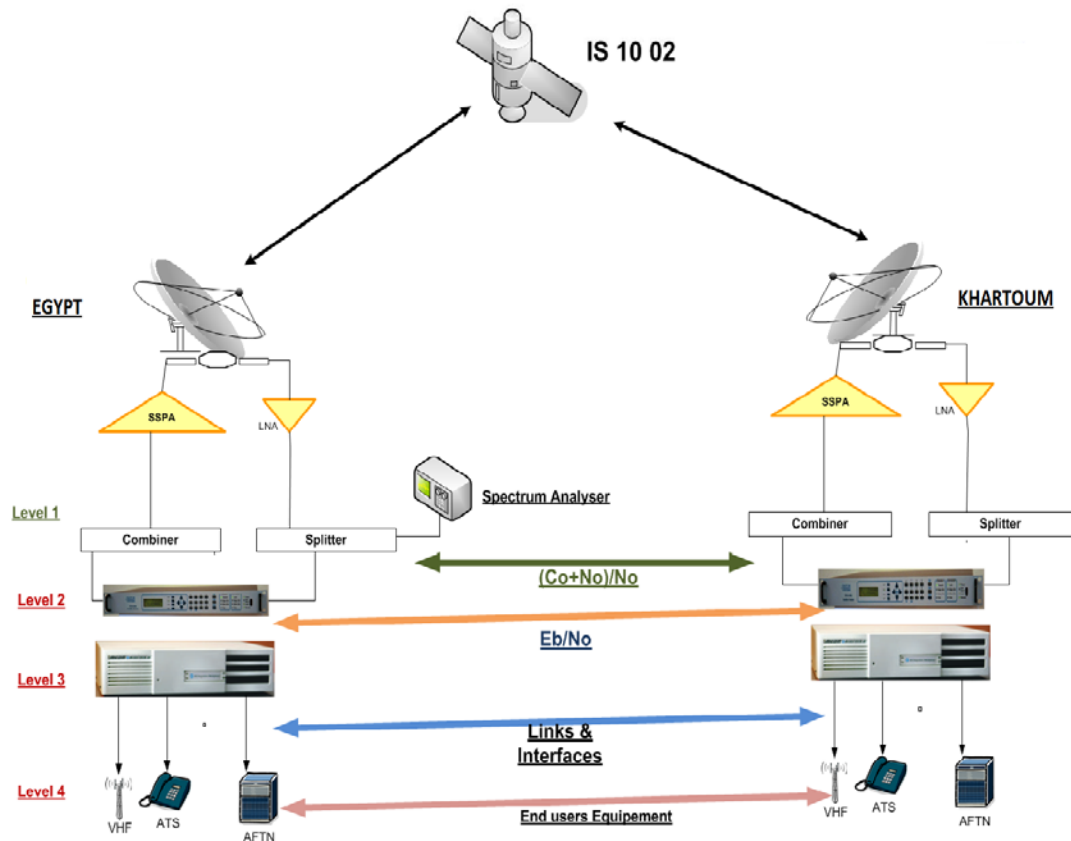 IS 10 02
EGYPT
KHARTOUM
SSPA
LNA
SSPA
LNA
Spectrum Analyser
Level 1
Combiner
Splitter
Combiner
Splitter
(Co+No)/No
Level 2
Eb/No
Level 3
Links &
Interfaces
Level 4
VHF
ATS
AFTN
End users Equipement
VHF
ATS
AFTN